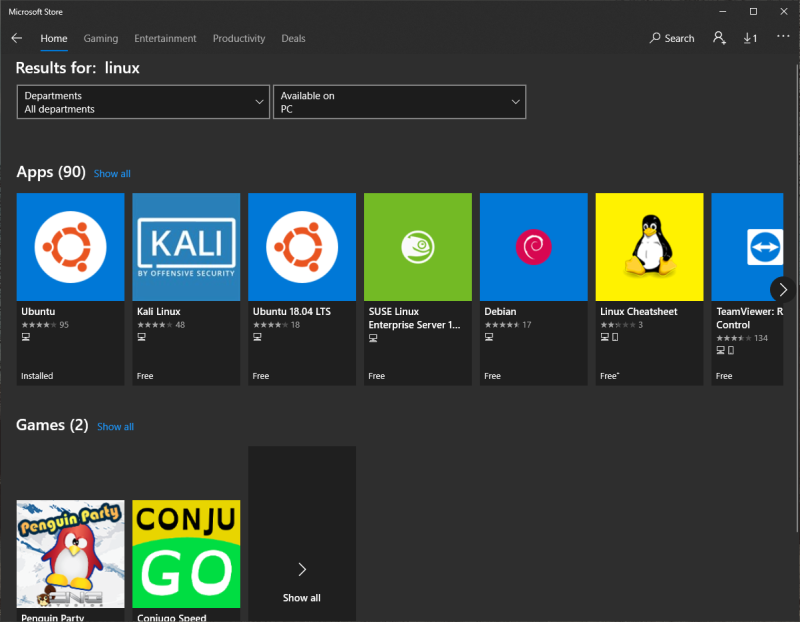 Microsoft Store
Home Gaming Entertainment Productivity Deals Search 1
Results for: linux
Departments
All departments
Available on
PC
Apps (90) Show all
KALI
BY OFFENSIVE SECURITY
Ubuntu
95
Installed
Kali Linux
48
Free
Ubuntu 18.04 LTS
18
Free
SUSE Linux
Enterprise Server 1...
Free
Debian
17
Free
Linux Cheatsheet
3
Free+
TeamViewer: R
Control
134
Free
Games (2) Show all
Penguin Party
CONJU
GO
Show all
Penguin Party
Conjugo Speed